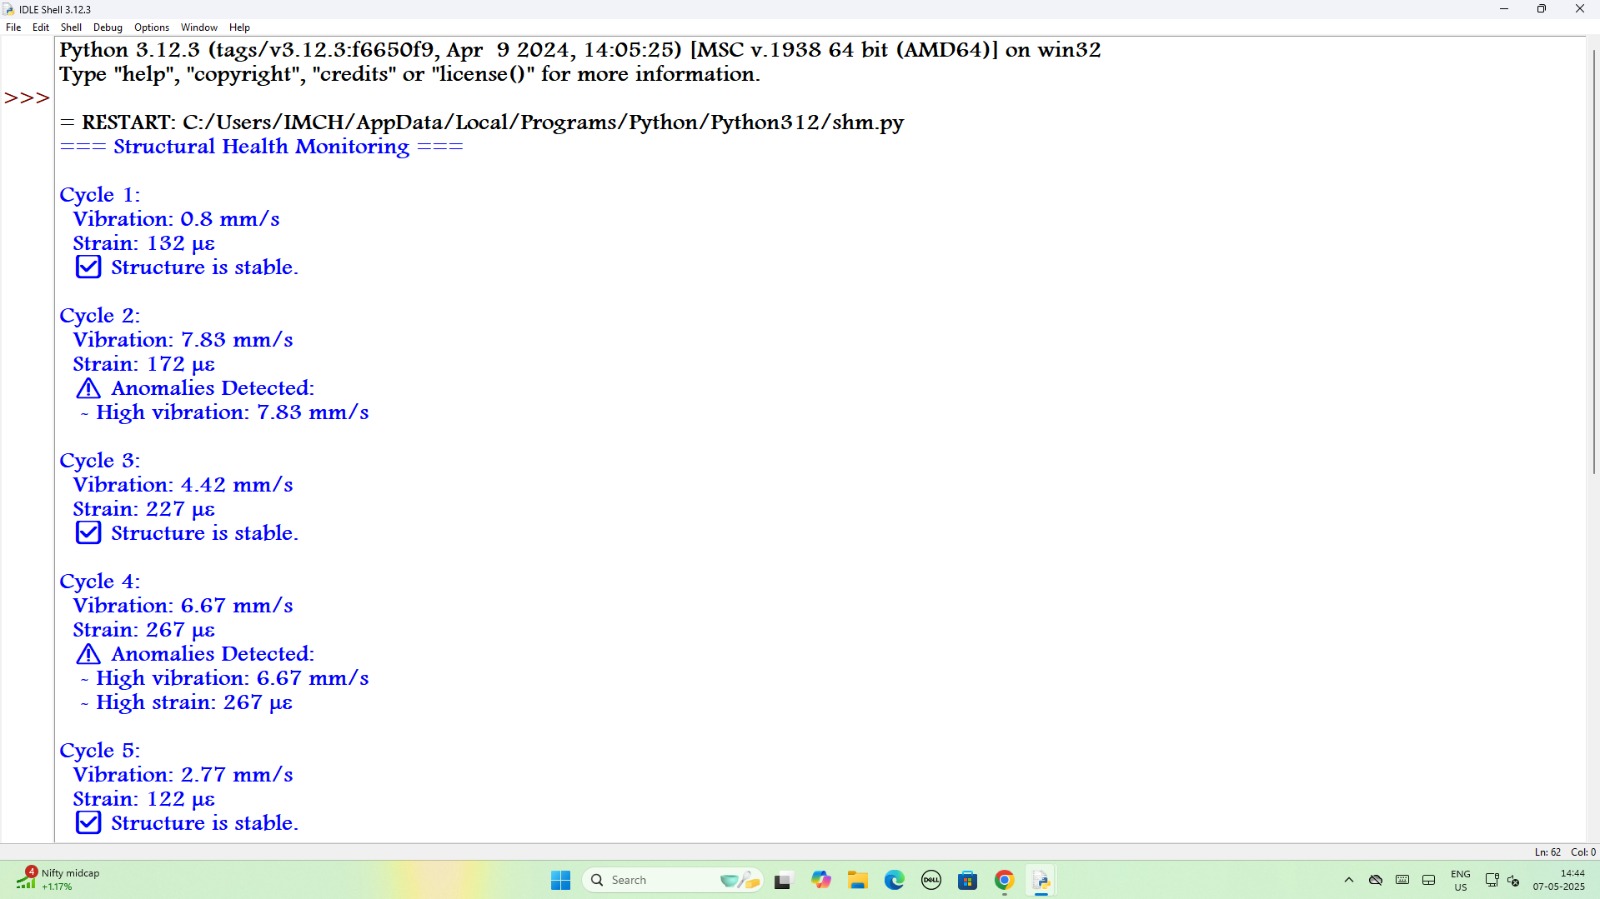 IDLE Shell 3.12.3
File Edit Shell Debug Options Window Help
Python 3.12.3 (tags/v3.12.3:f6650f9, Apr  9 2024, 14:05:25) [MSC v.1938 64 bit (AMD64)] on win32
Type "help", "copyright", "credits" or "license()" for more information.
>>>
= RESTART: C:/Users/IMCH/AppData/Local/Programs/Python/Python312/shm.py
=== Structural Health Monitoring ===
Cycle 1:
Vibration: 0.8 mm/s
Strain: 132 με
☑ Structure is stable.
Cycle 2:
Vibration: 7.83 mm/s
Strain: 172 με
⚠ Anomalies Detected:
~ High vibration: 7.83 mm/s
Cycle 3:
Vibration: 4.42 mm/s
Strain: 227 με
☑ Structure is stable.
Cycle 4:
Vibration: 6.67 mm/s
Strain: 267 με
⚠ Anomalies Detected:
~ High vibration: 6.67 mm/s
~ High strain: 267 με
Cycle 5:
Vibration: 2.77 mm/s
Strain: 122 με
☑ Structure is stable.
Ln: 62 Col: 0
4
Nifty midcap
+1.17%
Search
DELL
ENG
US
14:44
07-05-2025